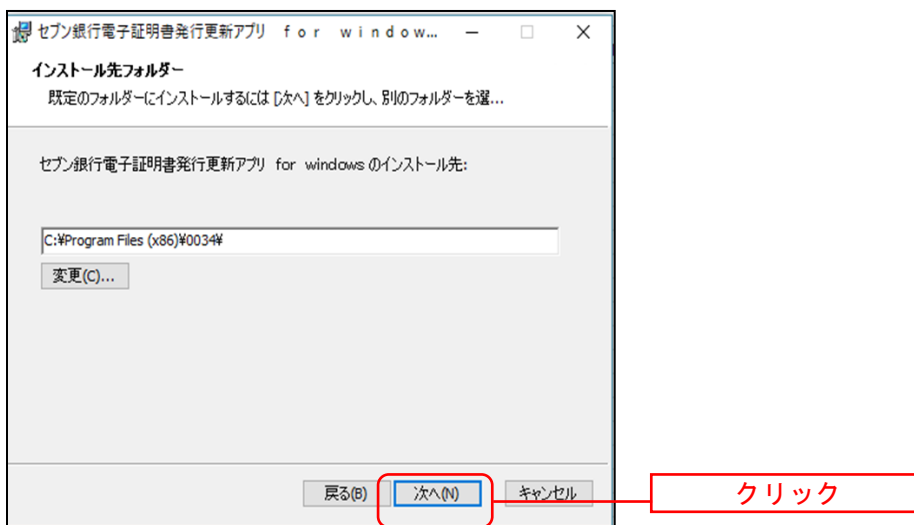 セブン銀行電子証明書発行更新アプリ ｆｏｒ ｗｉｎｄｏｗ...
インストール先フォルダー
既定のフォルダーにインストールするには [次へ] をクリックし、別のフォルダーを選...
セブン銀行電子証明書発行更新アプリ for windows のインストール先:
C:¥Program Files (x86)¥0034¥
変更(C)...
戻る(B) 次へ(N) キャンセル
クリック